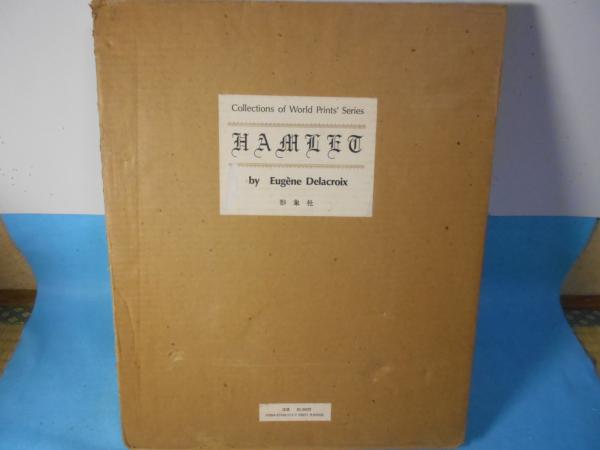 Collections of World Prints' Series
HAMLET
by Eugène Delacroix
形象社